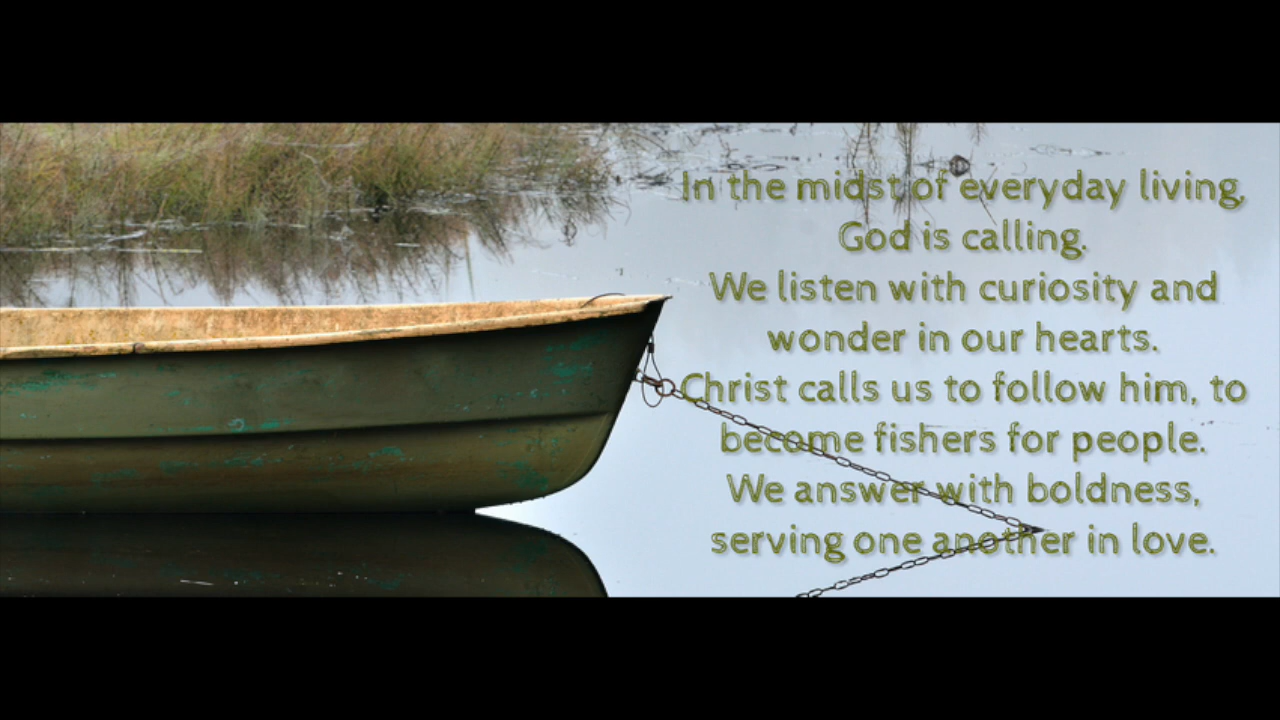 In the midst of everyday living,
God is calling.
We listen with curiosity and
wonder in our hearts.
Christ calls us to follow him, to
become fishers for people.
We answer with boldness,
serving one another in love.